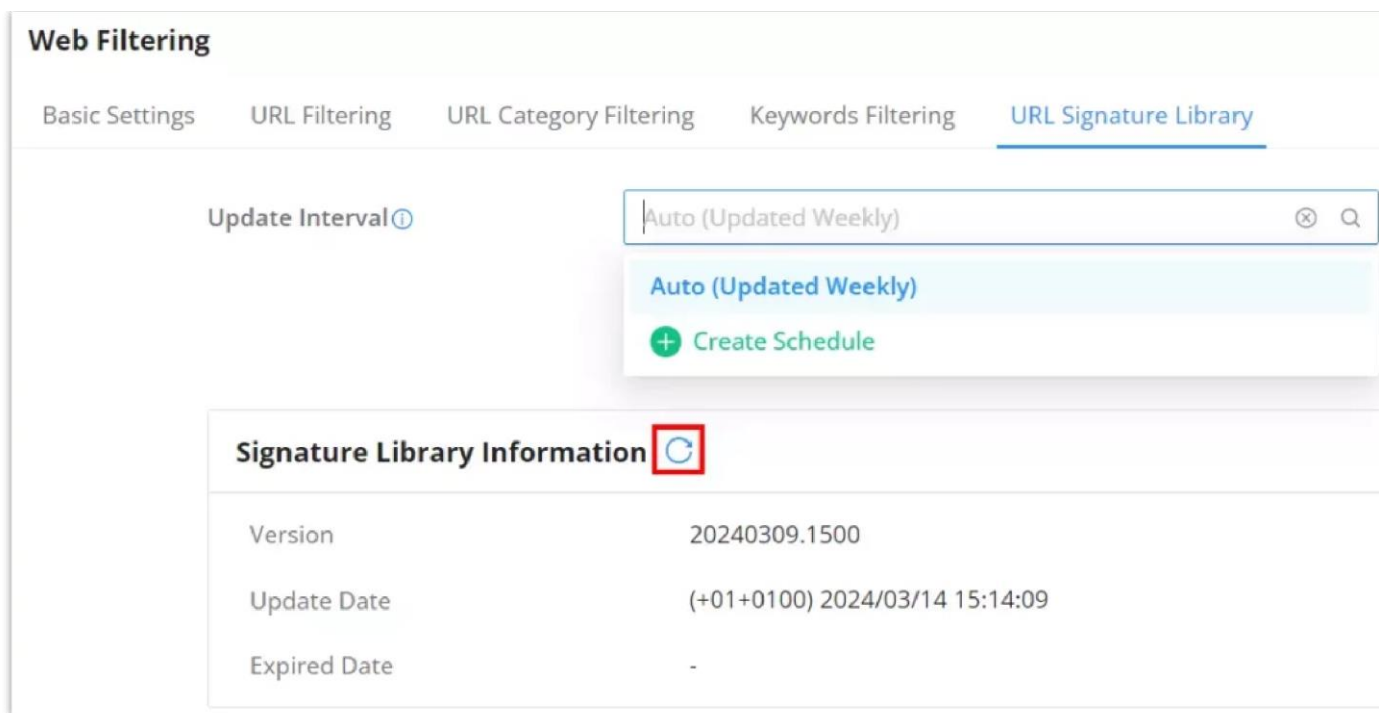 Web Filtering
Basic Settings URL Filtering URL Category Filtering Keywords Filtering URL Signature Library
Update Interval Auto (Updated Weekly)
Auto (Updated Weekly)
Create Schedule
Signature Library Information
Version 20240309.1500
Update Date (+01+0100) 2024/03/14 15:14:09
Expired Date -